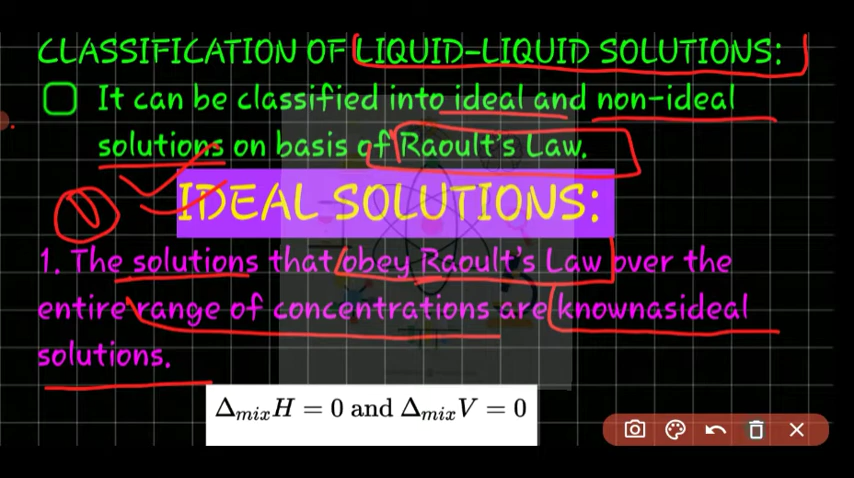 CLASSIFICATION OF LIQUID-LIQUID SOLUTIONS:
It can be classified into ideal and non-ideal
solutions on basis of Raoult's Law.
IDEAL SOLUTIONS:
1. The solutions that obey Raoult's Law over the
entire range of concentrations are knownasideal
solutions.
ΔmixH = 0 and ΔmixV = 0